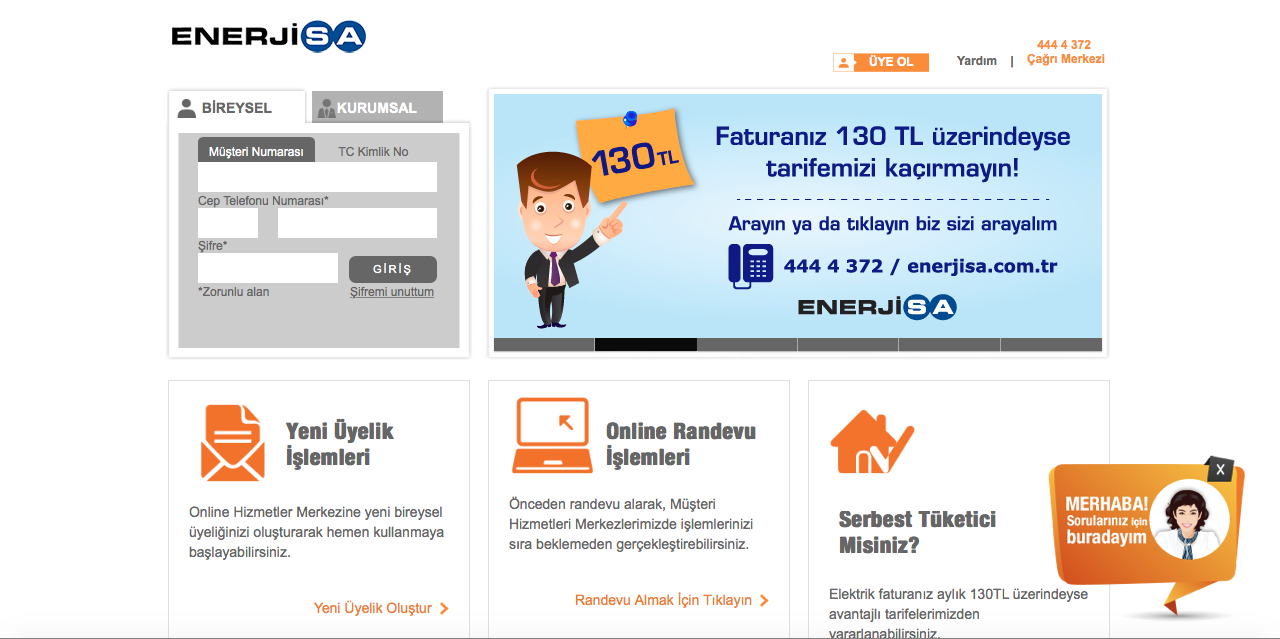 ENERJİSA
ÜYE OL
Yardım
|
444 4 372
Çağrı Merkezi
BİREYSEL
KURUMSAL
Müşteri Numarası
TC Kimlik No
Cep Telefonu Numarası*
Şifre*
GİRİŞ
*Zorunlu alan
Şifremi unuttum
130 TL
Faturanız 130 TL üzerindeyse
tarifemizi kaçırmayın!
Arayın ya da tıklayın biz sizi arayalım
444 4 372 / enerjisa.com.tr
ENERJİSA
Yeni Üyelik
İşlemleri
Online Hizmetler Merkezine yeni bireysel
üyeliğinizi oluşturarak hemen kullanmaya
başlayabilirsiniz.
Yeni Üyelik Oluştur
Online Randevu
İşlemleri
Önceden randevu alarak, Müşteri
Hizmetleri Merkezlerimizde işlemlerinizi
sıra beklemeden gerçekleştirebilirsiniz.
Randevu Almak İçin Tıklayın
Serbest Tüketici
Misiniz?
Elektrik faturanız aylık 130TL üzerindeyse
avantajlı tarifelerimizden
yararlanabilirsiniz.
X
MERHABA!
Sorularınız için
buradayım